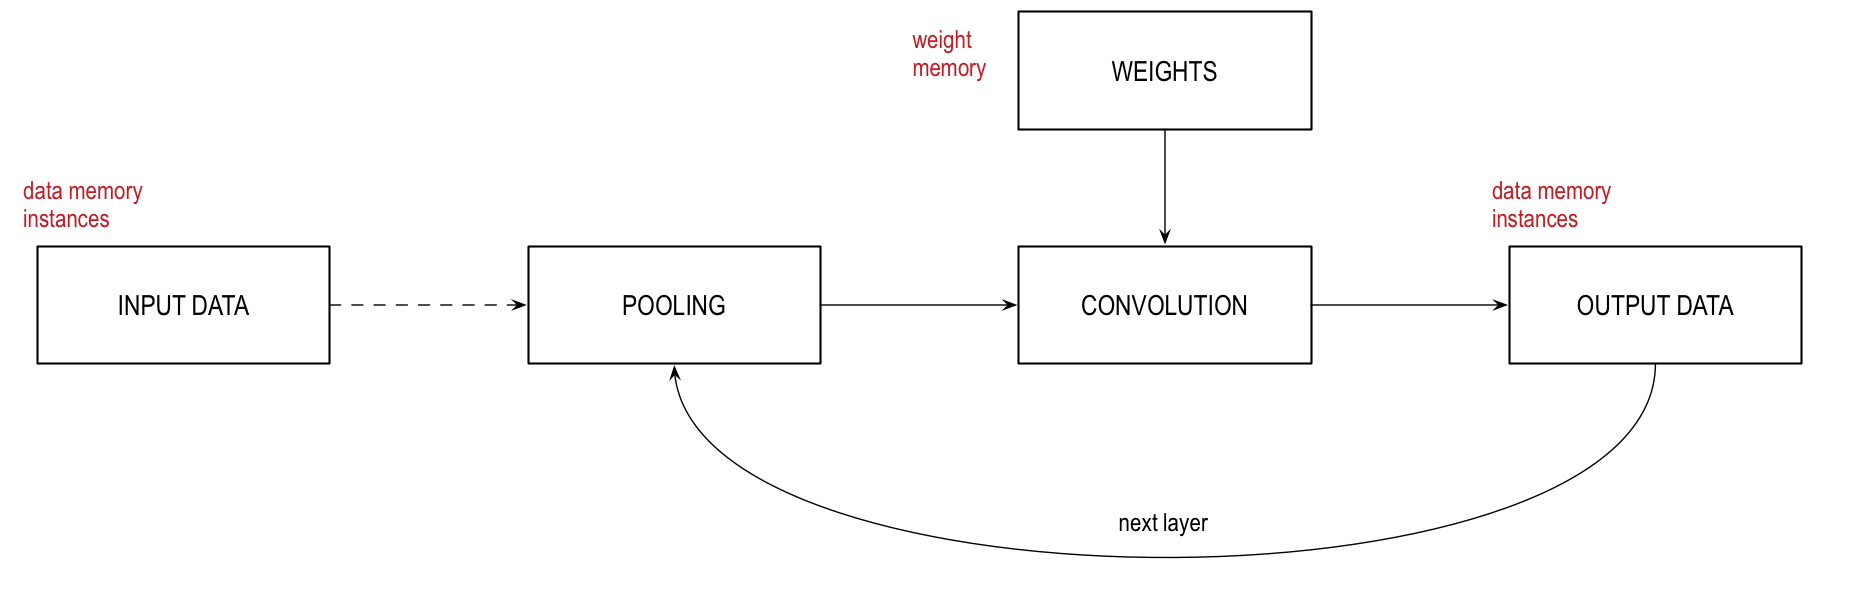 weight
memory
WEIGHTS
data memory
instances
data memory
instances
INPUT DATA
POOLING
CONVOLUTION
OUTPUT DATA
next layer